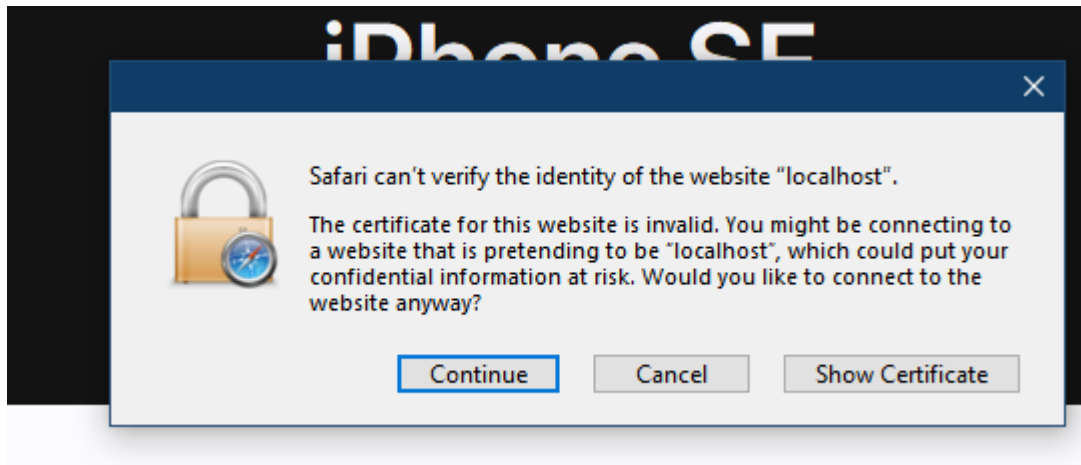 iPhone SE
Safari can't verify the identity of the website "localhost".
The certificate for this website is invalid. You might be connecting to
a website that is pretending to be "localhost", which could put your
confidential information at risk. Would you like to connect to the
website anyway?
Continue Cancel Show Certificate